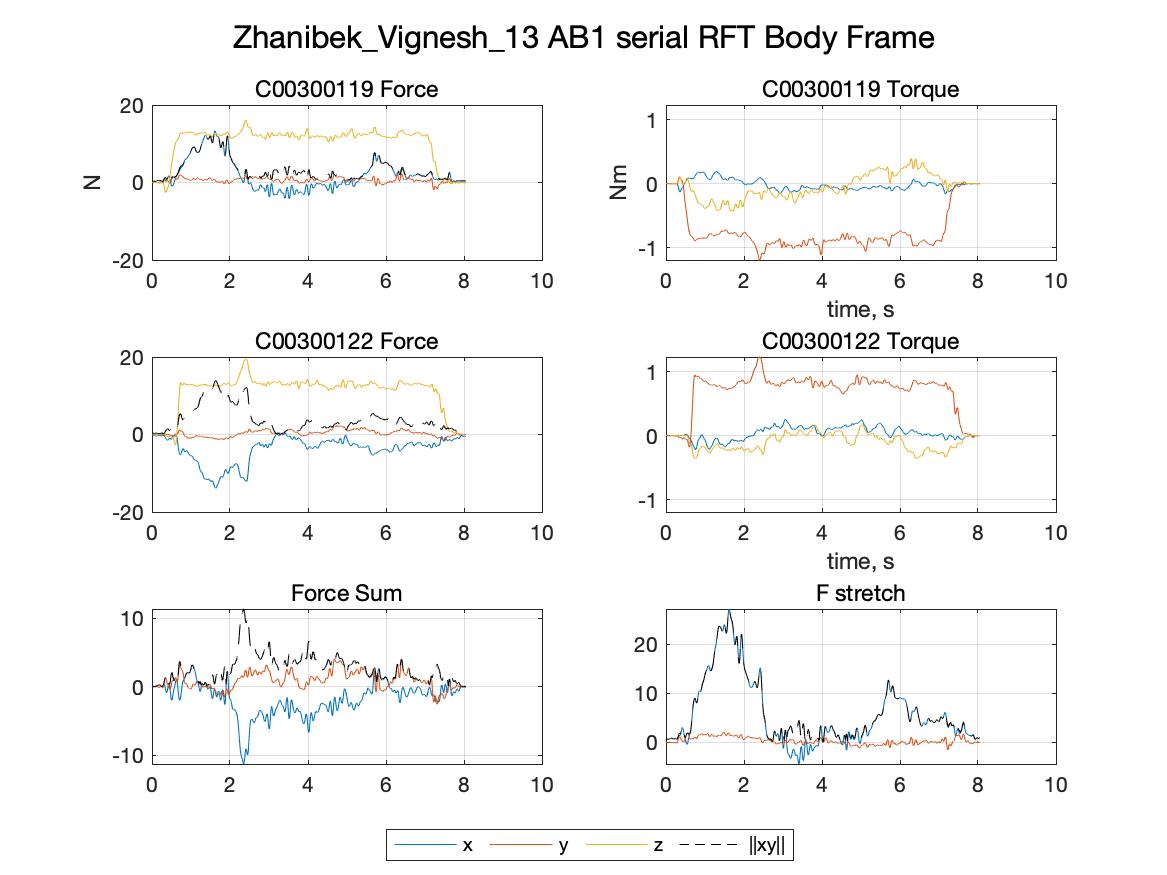 Zhanibek_Vignesh_13 AB1 serial RFT Body Frame
C00300119 Force
20
0
-20
N
0 2 4 6 8 10
C00300119 Torque
1
0
-1
Nm
0 2 4 6 8 10
time, s
C00300122 Force
20
0
-20
0 2 4 6 8 10
C00300122 Torque
1
0
-1
0 2 4 6 8 10
time, s
Force Sum
10
0
-10
0 2 4 6 8 10
F stretch
20
10
0
0 2 4 6 8 10
x y z ||xy||